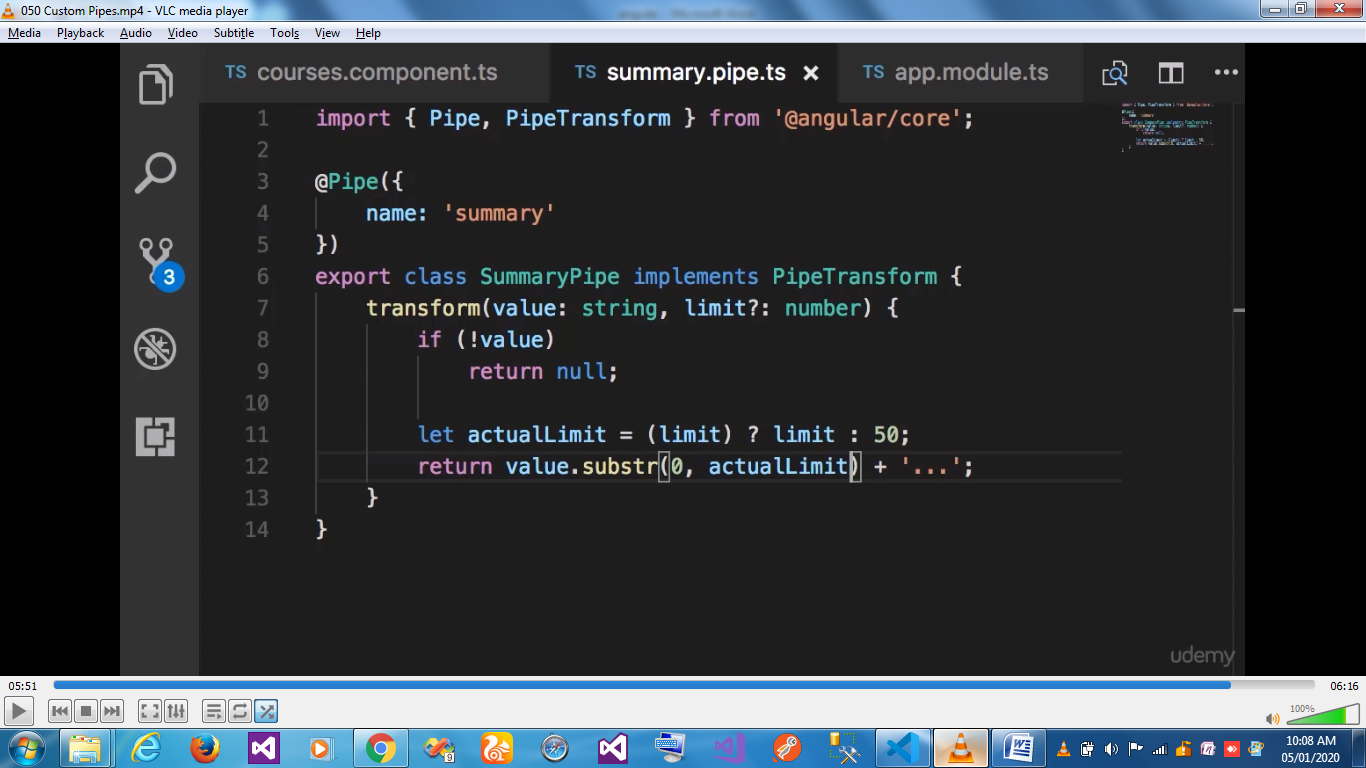 050 Custom Pipes.mp4 - VLC media player
Media Playback Audio Video Subtitle Tools View Help
TS courses.component.ts TS summary.pipe.ts × TS app.module.ts
1 import { Pipe, PipeTransform } from '@angular/core';
2
3 @Pipe({
4 name: 'summary'
5 })
6 export class SummaryPipe implements PipeTransform {
7 transform(value: string, limit?: number) {
8 if (!value)
9 return null;
10
11 let actualLimit = (limit) ? limit : 50;
12 return value.substr(0, actualLimit) + '...';
13 }
14 }
3
udemy
05:51 06:16
100%
9
10:08 AM
05/01/2020